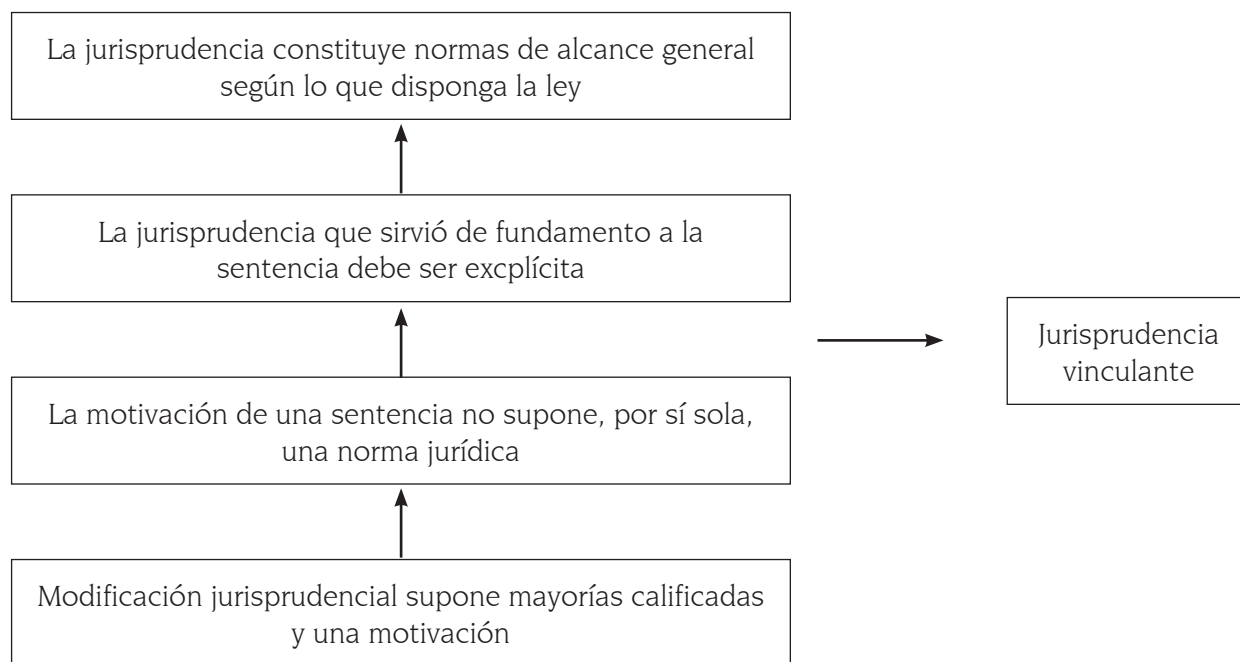 La jurisprudencia constituye normas de alcance general
según lo que disponga la ley
La jurisprudencia que sirvió de fundamento a la
sentencia debe ser excplícita
Jurisprudencia
vinculante
La motivación de una sentencia no supone, por sí sola,
una norma jurídica
Modificación jurisprudencial supone mayorías calificadas
y una motivación